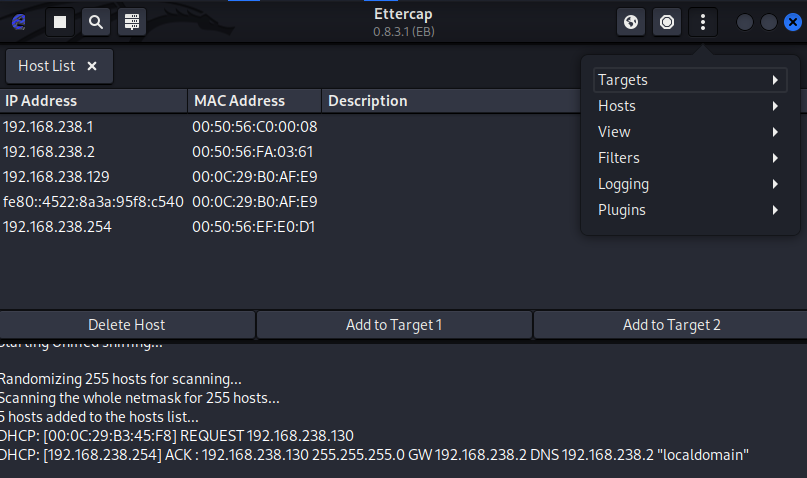 Ettercap
0.8.3.1 (EB)
Host List
IP Address MAC Address Description
192.168.238.1 00:50:56:C0:00:08
192.168.238.2 00:50:56:FA:03:61
192.168.238.129 00:0C:29:B0:AF:E9
fe80::4522:8a3a:95f8:c540 00:0C:29:B0:AF:E9
192.168.238.254 00:50:56:EF:E0:D1
Targets
Hosts
View
Filters
Logging
Plugins
Delete Host Add to Target 1 Add to Target 2
Starting Unified sniffing...
Randomizing 255 hosts for scanning...
Scanning the whole netmask for 255 hosts...
5 hosts added to the hosts list...
DHCP: [00:0C:29:B3:45:F8] REQUEST 192.168.238.130
DHCP: [192.168.238.254] ACK : 192.168.238.130 255.255.255.0 GW 192.168.238.2 DNS 192.168.238.2 "localdomain"